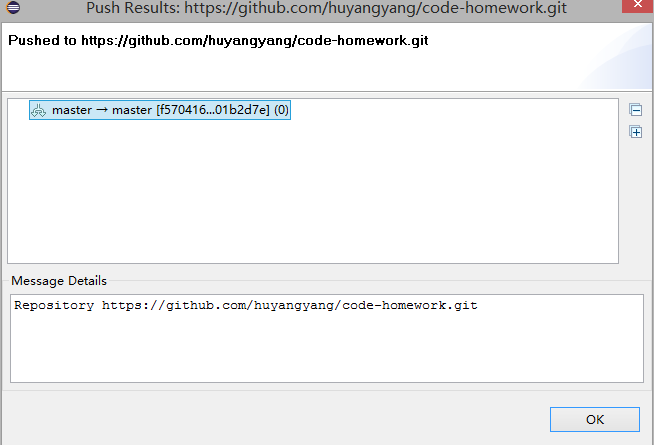 Push Results: https://github.com/huyangyang/code-homework.git
Pushed to https://github.com/huyangyang/code-homework.git
master → master [f570416...01b2d7e] (0)
Message Details
Repository https://github.com/huyangyang/code-homework.git
OK